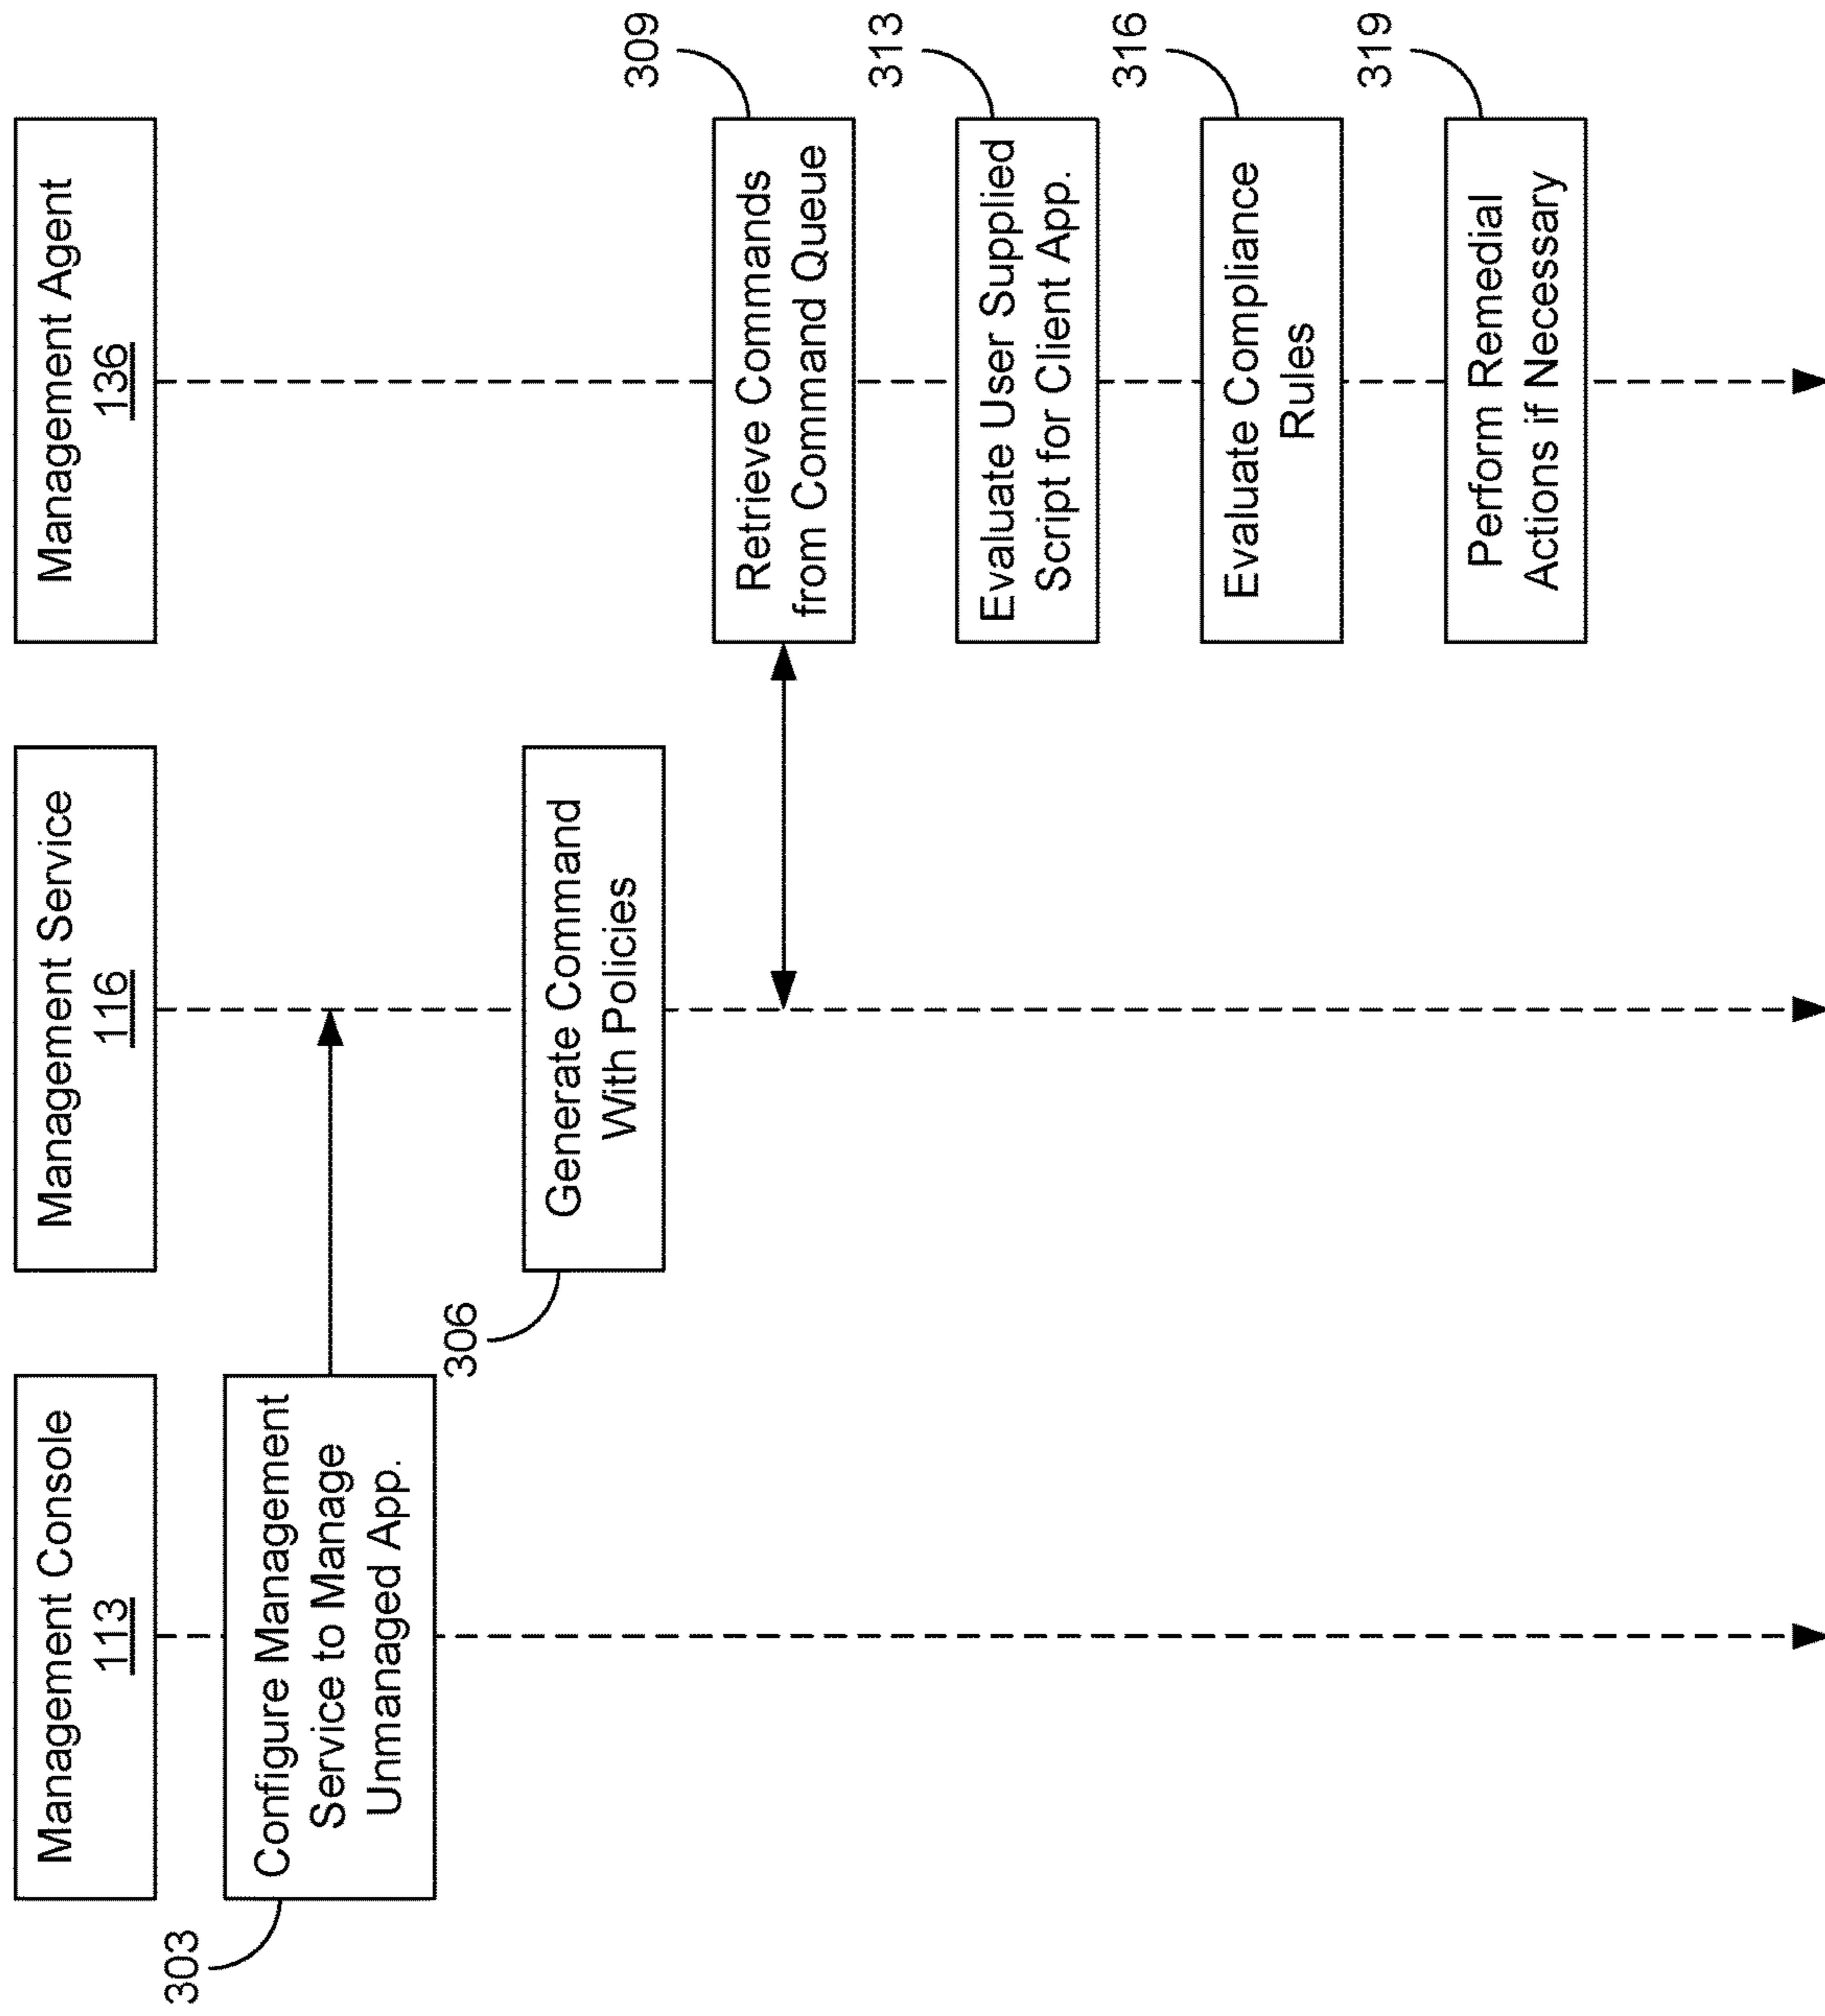 Management Console
113
Management Service
116
Management Agent
136
303
Configure Management
Service to Manage
Unmanaged App.
306
Generate Command
With Policies
309
Retrieve Commands
from Command Queue
313
Evaluate User Supplied
Script for Client App.
316
Evaluate Compliance
Rules
319
Perform Remedial
Actions if Necessary